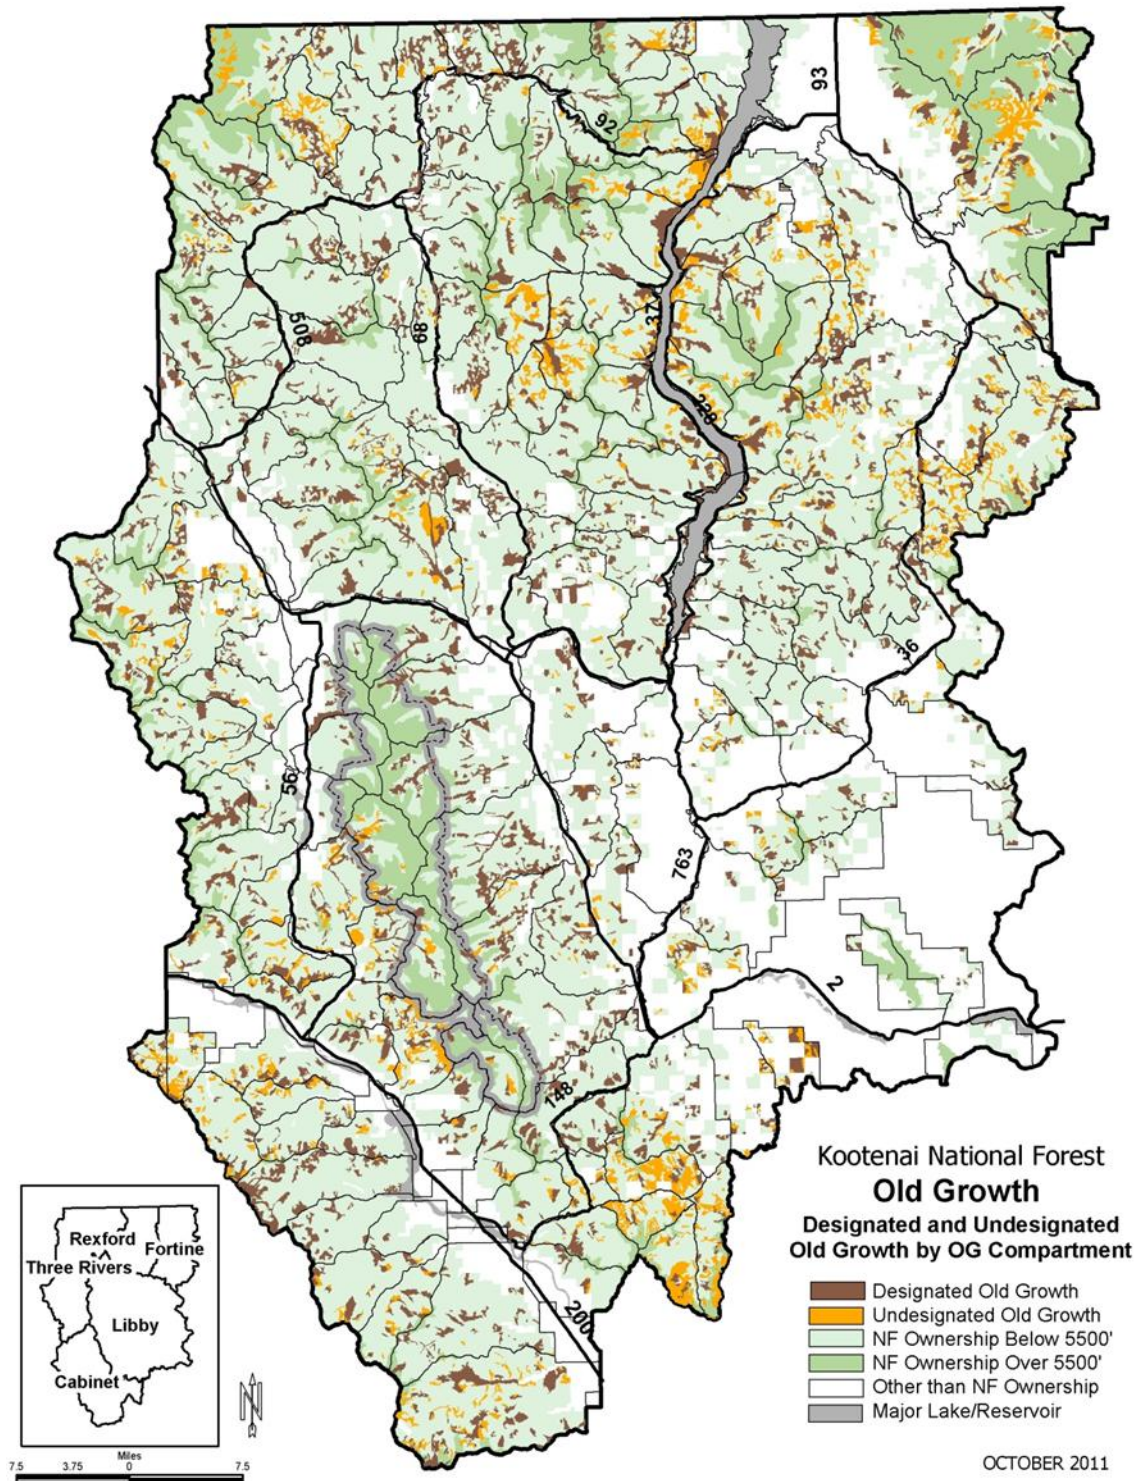 93
92
508
68
37
228
36
56
763
2
148
200
Kootenai National Forest
Old Growth
Designated and Undesignated
Old Growth by OG Compartment
Designated Old Growth
Undesignated Old Growth
NF Ownership Below 5500'
NF Ownership Over 5500'
Other than NF Ownership
Major Lake/Reservoir
Rexford
Fortine
Three Rivers
Libby
Cabinet
N
Miles
7.5 3.75 0 7.5
OCTOBER 2011